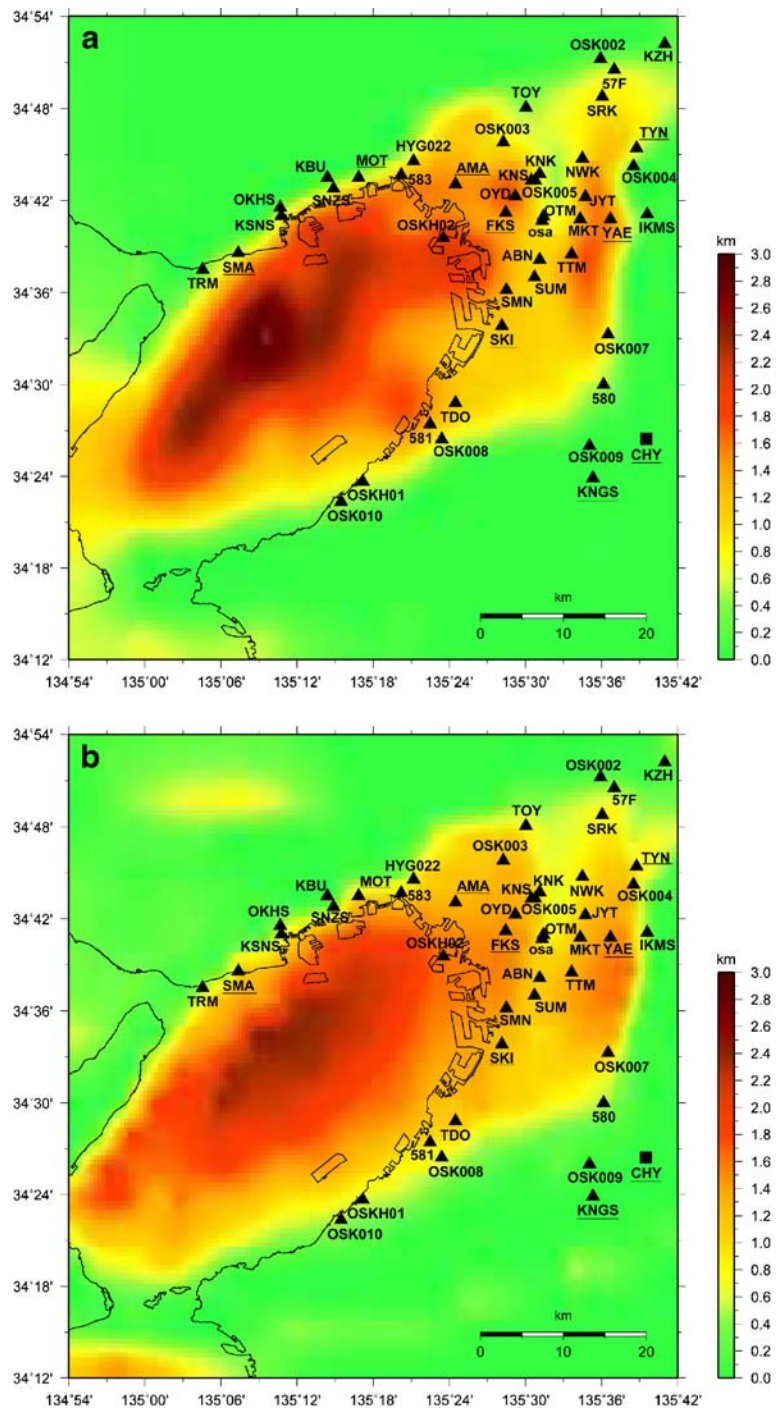 34°54'
a
OSK002
KZH
57F
34°48'
TOY
SRK
OSK003
TYN
HYG022
KNK
NWK
KBU
MOT
AMA
KNS
OSK004
583
34°42'
OKHS
SNZS
OYD
OSK005
JYT
KSNS
OSKH02
FKS
OTM
osa
MKT
YAE
IKMS
SMA
ABN
TTM
TRM
SUM
34°36'
SMN
SKI
OSK007
34°30'
580
TDO
581
OSK008
OSK009
CHY
34°24'
OSKH01
KNGS
OSK010
34°18'
km
0 10 20
34°12'
134°54' 135°00' 135°06' 135°12' 135°18' 135°24' 135°30' 135°36' 135°42'
km
3.0
2.8
2.6
2.4
2.2
2.0
1.8
1.6
1.4
1.2
1.0
0.8
0.6
0.4
0.2
0.0
34°54'
b
OSK002
KZH
57F
34°48'
TOY
SRK
OSK003
TYN
HYG022
KNK
NWK
KBU
MOT
AMA
KNS
OSK004
583
34°42'
OKHS
SNZS
OYD
OSK005
JYT
KSNS
OSKH02
FKS
OTM
osa
MKT
YAE
IKMS
SMA
ABN
TTM
TRM
SUM
34°36'
SMN
SKI
OSK007
34°30'
580
TDO
581
OSK008
OSK009
CHY
34°24'
OSKH01
KNGS
OSK010
34°18'
km
0 10 20
34°12'
134°54' 135°00' 135°06' 135°12' 135°18' 135°24' 135°30' 135°36' 135°42'
km
3.0
2.8
2.6
2.4
2.2
2.0
1.8
1.6
1.4
1.2
1.0
0.8
0.6
0.4
0.2
0.0